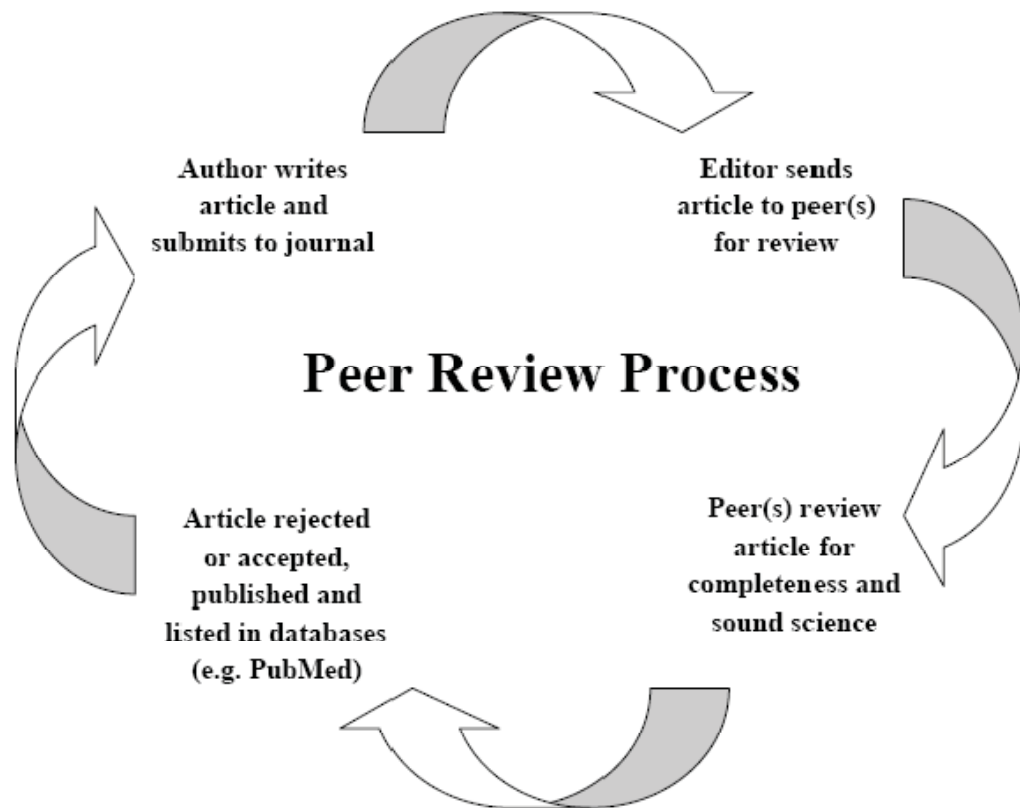 Author writes
article and
submits to journal
Editor sends
article to peer(s)
for review
Peer Review Process
Peer(s) review
article for
completeness and
sound science
Article rejected
or accepted,
published and
listed in databases
(e.g. PubMed)